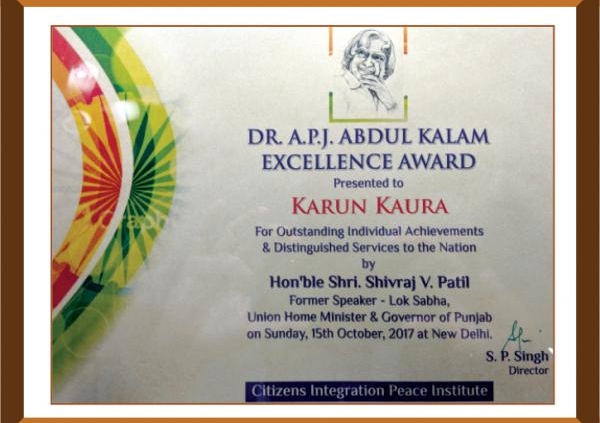 DR. A.P.J. ABDUL KALAM
EXCELLENCE AWARD
Presented to
KARUN KAURA
For Outstanding Individual Achievements
& Distinguished Services to the Nation
by
Hon'ble Shri. Shivraj V. Patil
Former Speaker - Lok Sabha,
Union Home Minister & Governor of Punjab
on Sunday, 15th October, 2017 at New Delhi.
S. P. Singh
Director
Citizens Integration Peace Institute